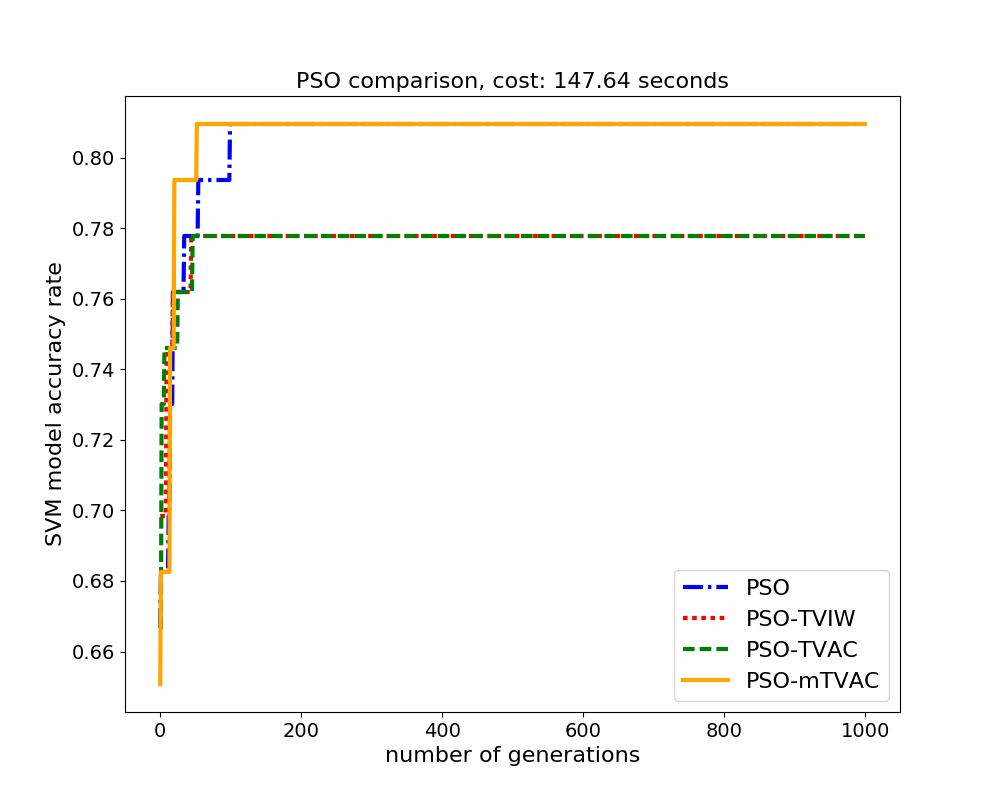 PSO comparison, cost: 147.64 seconds
SVM model accuracy rate
0.80
0.78
0.76
0.74
0.72
0.70
0.68
0.66
0 200 400 600 800 1000
number of generations
PSO
PSO-TVIW
PSO-TVAC
PSO-mTVAC